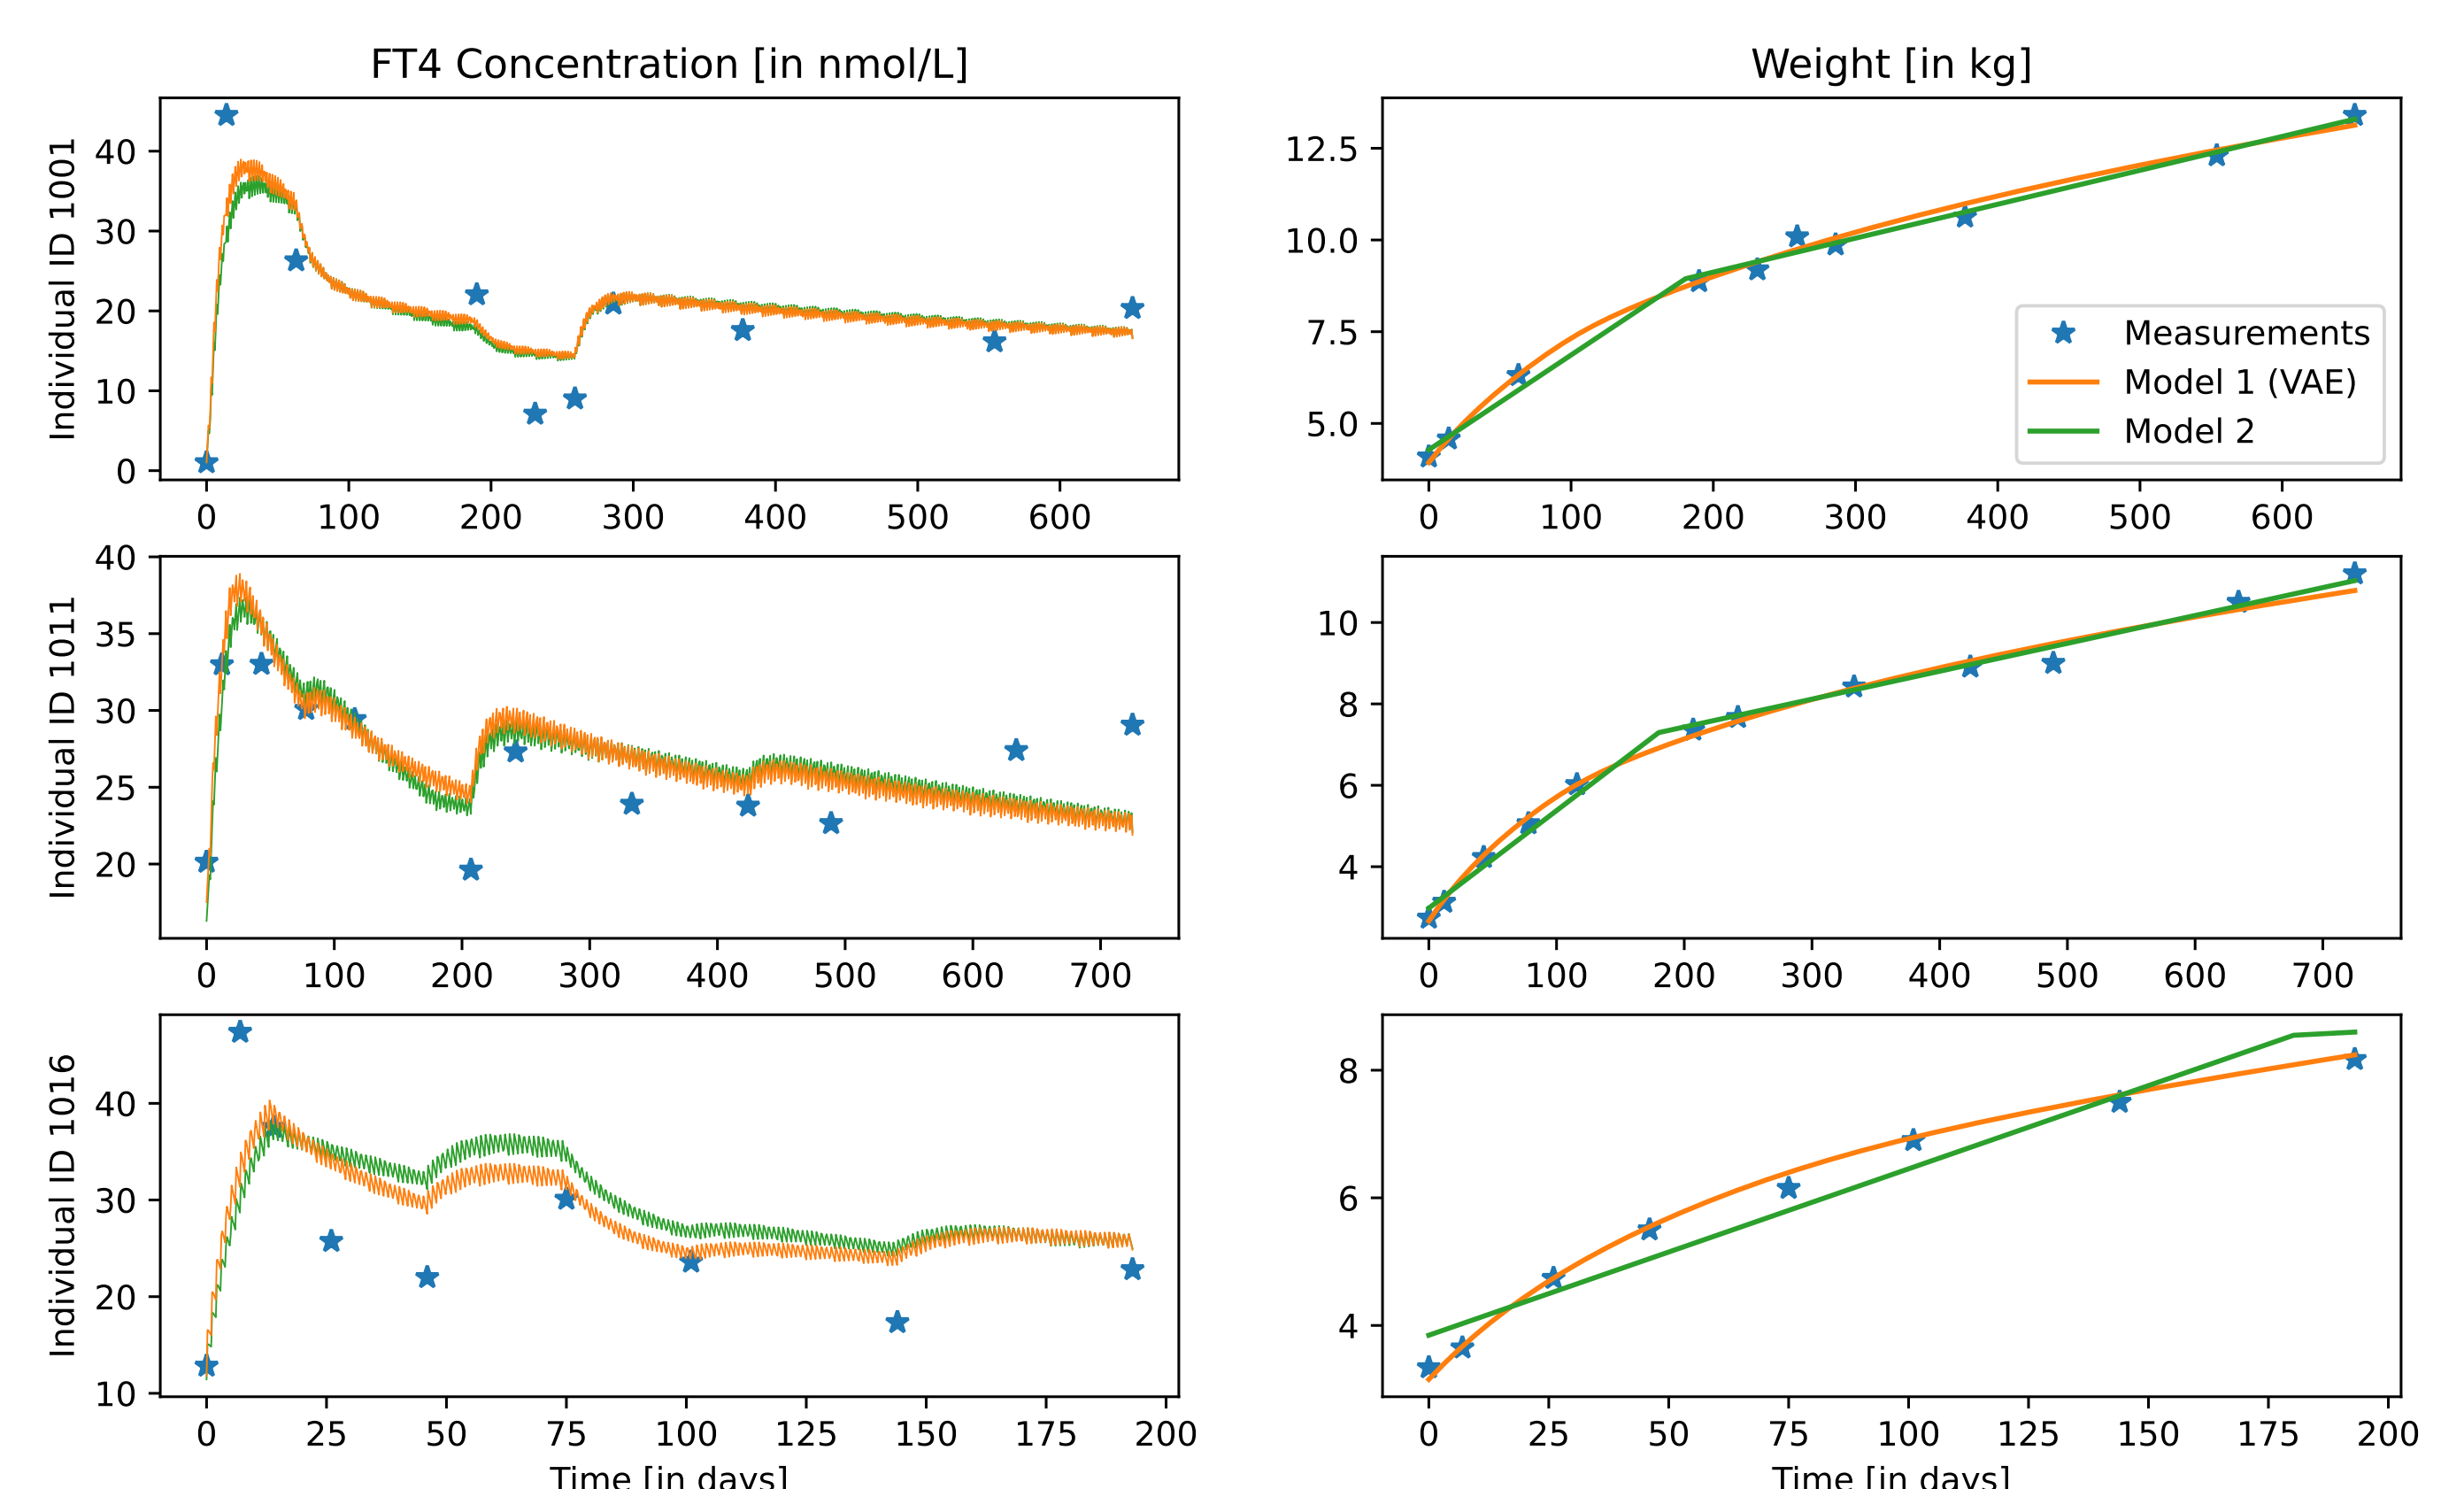 FT4 Concentration [in nmol/L]
Weight [in kg]
Individual ID 1001
40
30
20
10
0
0 100 200 300 400 500 600
12.5
10.0
7.5
5.0
0 100 200 300 400 500 600
Measurements
Model 1 (VAE)
Model 2
Individual ID 1011
40
35
30
25
20
0 100 200 300 400 500 600 700
10
8
6
4
0 100 200 300 400 500 600 700
Individual ID 1016
40
30
20
10
0 25 50 75 100 125 150 175 200
Time [in days]
8
6
4
0 25 50 75 100 125 150 175 200
Time [in days]